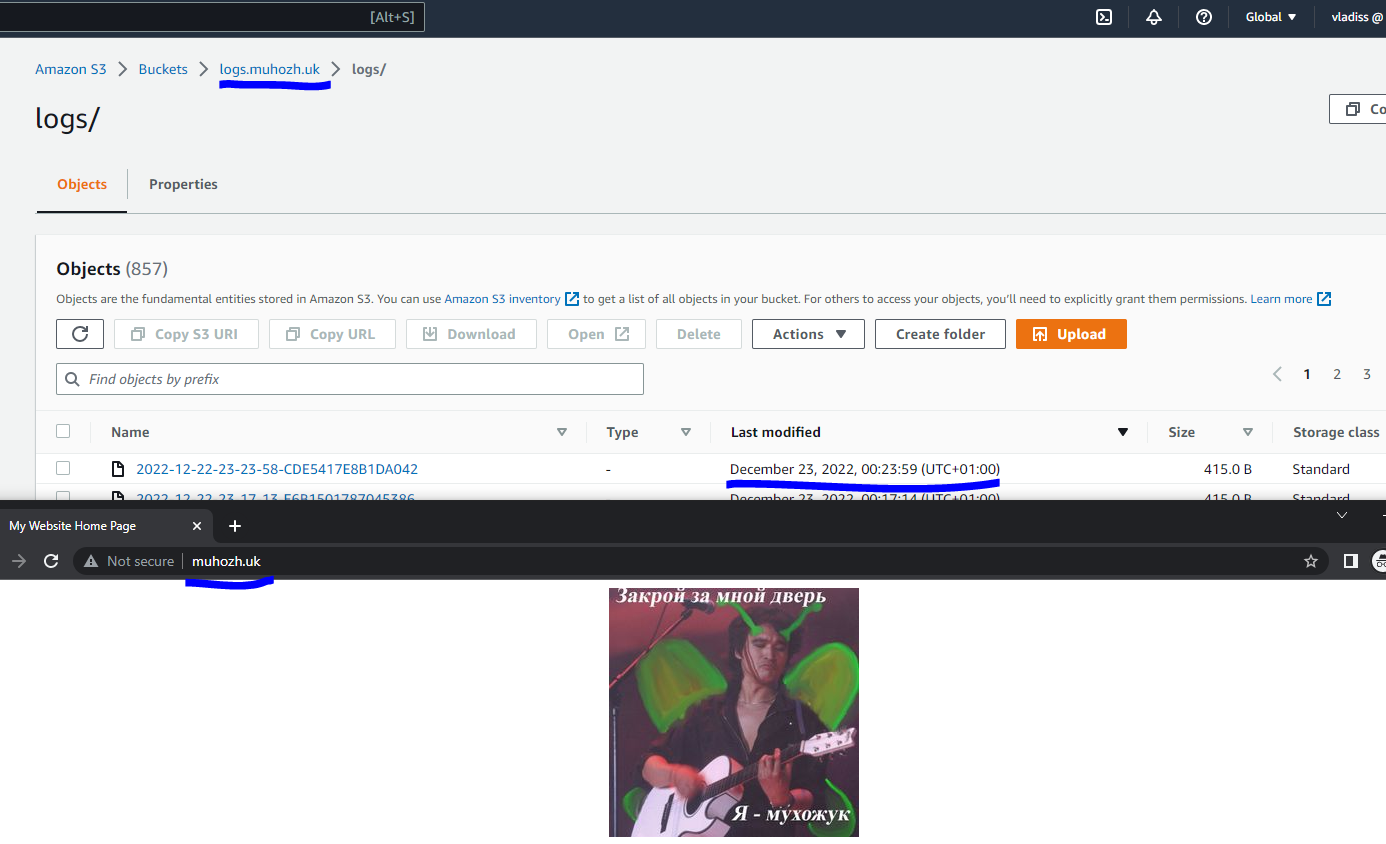 [Alt+S]
Global
vladiss @
Amazon S3 Buckets logs.muhozh.uk logs/
logs/
Co
Objects Properties
Objects (857)
Objects are the fundamental entities stored in Amazon S3. You can use Amazon S3 inventory to get a list of all objects in your bucket. For others to access your objects, you'll need to explicitly grant them permissions. Learn more
Copy S3 URI Copy URL Download Open Delete Actions Create folder Upload
Find objects by prefix
1 2 3
Name Type Last modified Size Storage class
2022-12-22-23-23-58-CDE5417E8B1DA042 - December 23, 2022, 00:23:59 (UTC+01:00) 415.0 B Standard
2022-12-22-23-17-13-F6B1501787045386 December 23, 2022, 00:17:14 (UTC+01:00) 415.0 B Standard
My Website Home Page
Not secure muhozh.uk
Закрой за мной дверь
Я - мухожук